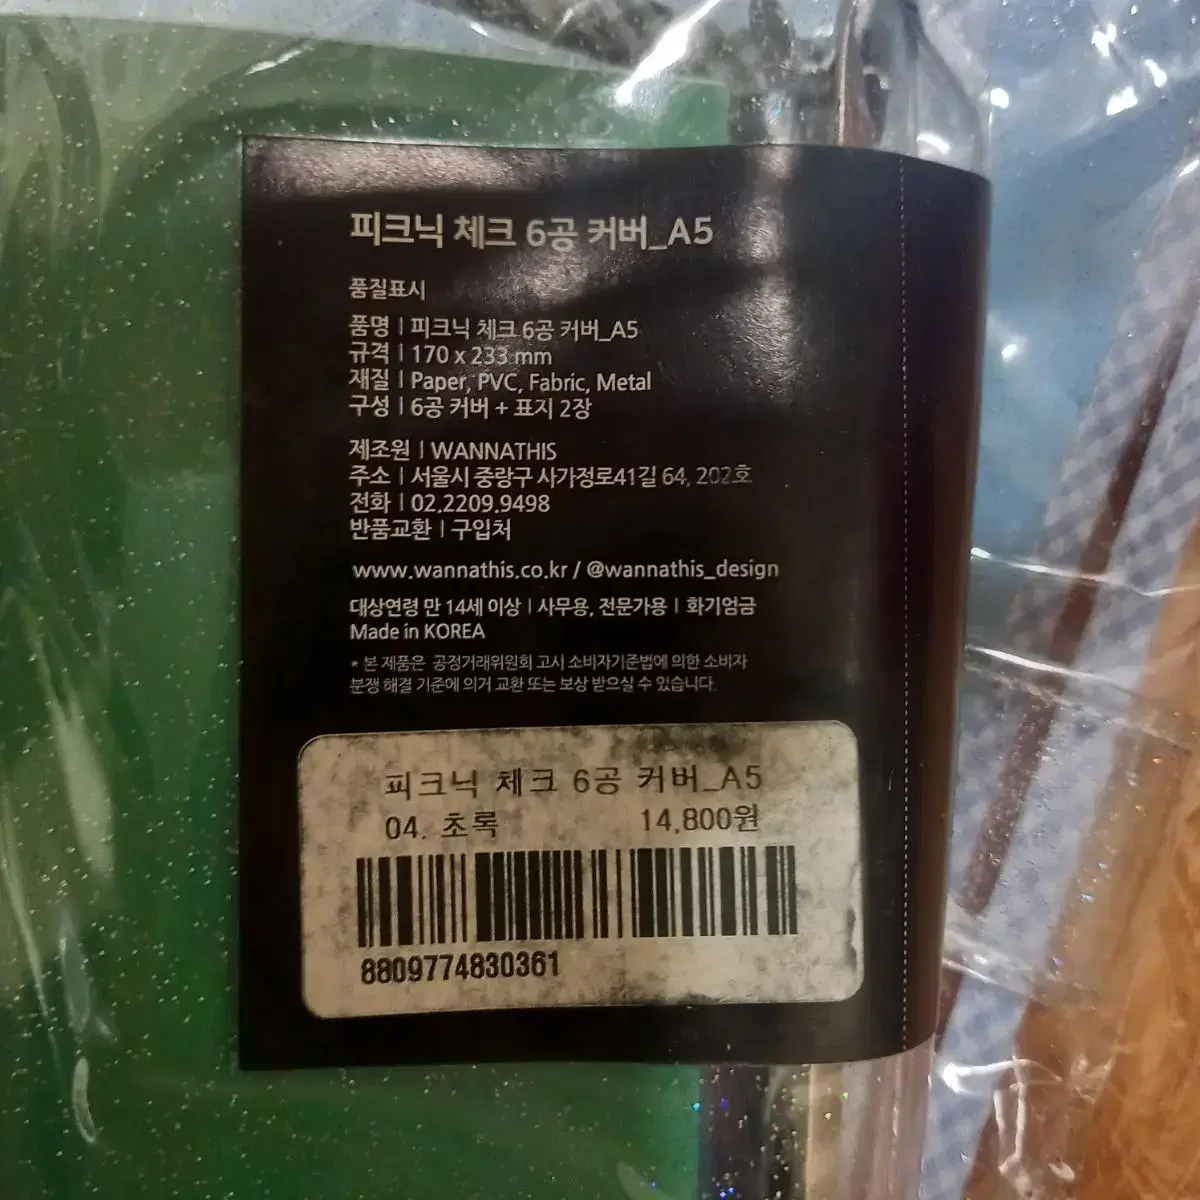 피크닉 체크 6공 커버_A5
품질표시
품명 | 피크닉 체크 6공 커버_A5
규격 | 170 x 233 mm
재질 | Paper, PVC, Fabric, Metal
구성 | 6공 커버 + 표지 2장
제조원 | WANNATHIS
주소 | 서울시 중랑구 사가정로41길 64, 202호
전화 | 02.2209.9498
반품교환 | 구입처
www.wannathis.co.kr / @wannathis_design
대상연령 만 14세 이상 | 사무용, 전문가용 | 화기엄금
Made in KOREA
* 본 제품은 공정거래위원회 고시 소비자기준법에 의한 소비자
분쟁 해결 기준에 의거 교환 또는 보상 받으실 수 있습니다.
피크닉 체크 6공 커버_A5
04. 초록 14,800원
8809774830361